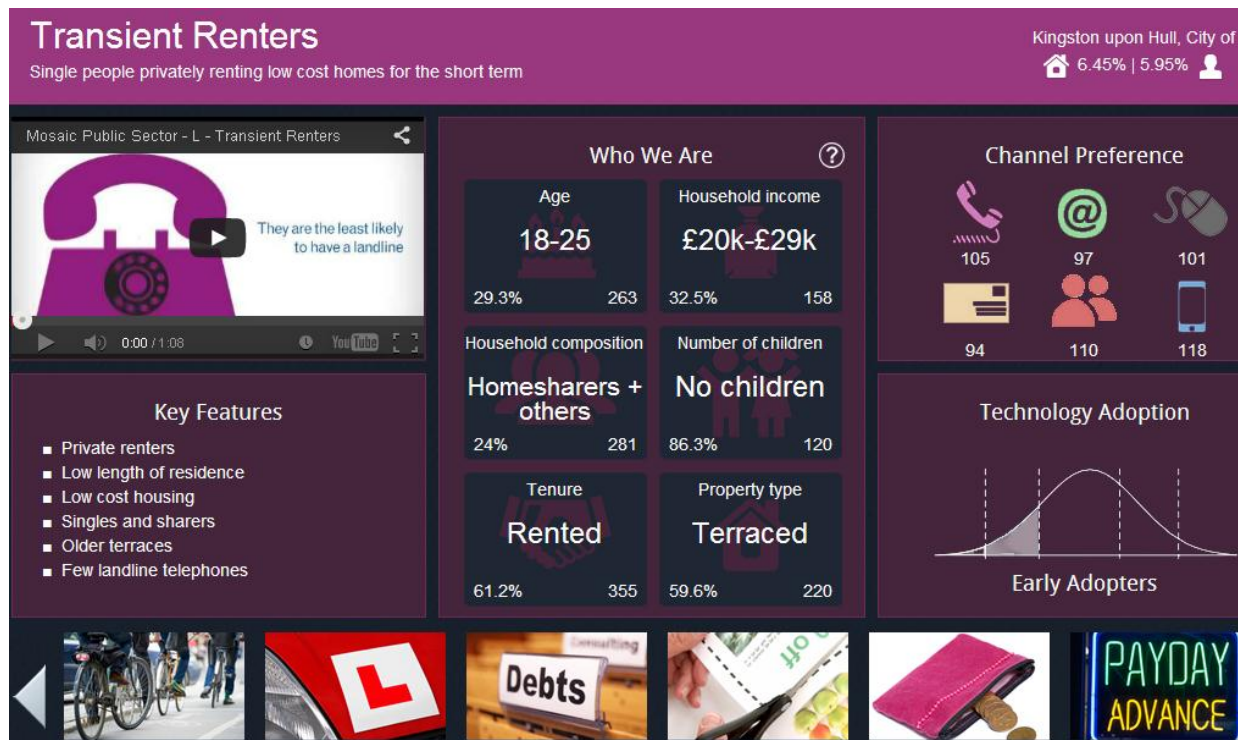 Transient Renters
Single people privately renting low cost homes for the short term
Kingston upon Hull, City of
6.45% | 5.95%
Mosaic Public Sector - L - Transient Renters
They are the least likely
to have a landline
0:00 / 1:08
YouTube
Key Features
Private renters
Low length of residence
Low cost housing
Singles and sharers
Older terraces
Few landline telephones
Who We Are
?
Age
18-25
29.3% 263
Household income
£20k-£29k
32.5% 158
Household composition
Homesharers +
others
24% 281
Number of children
No children
86.3% 120
Tenure
Rented
61.2% 355
Property type
Terraced
59.6% 220
Channel Preference
@
105 97 101
94 110 118
Technology Adoption
Early Adopters
L
Consulting
Debts
off
PAYDAY
ADVANCE